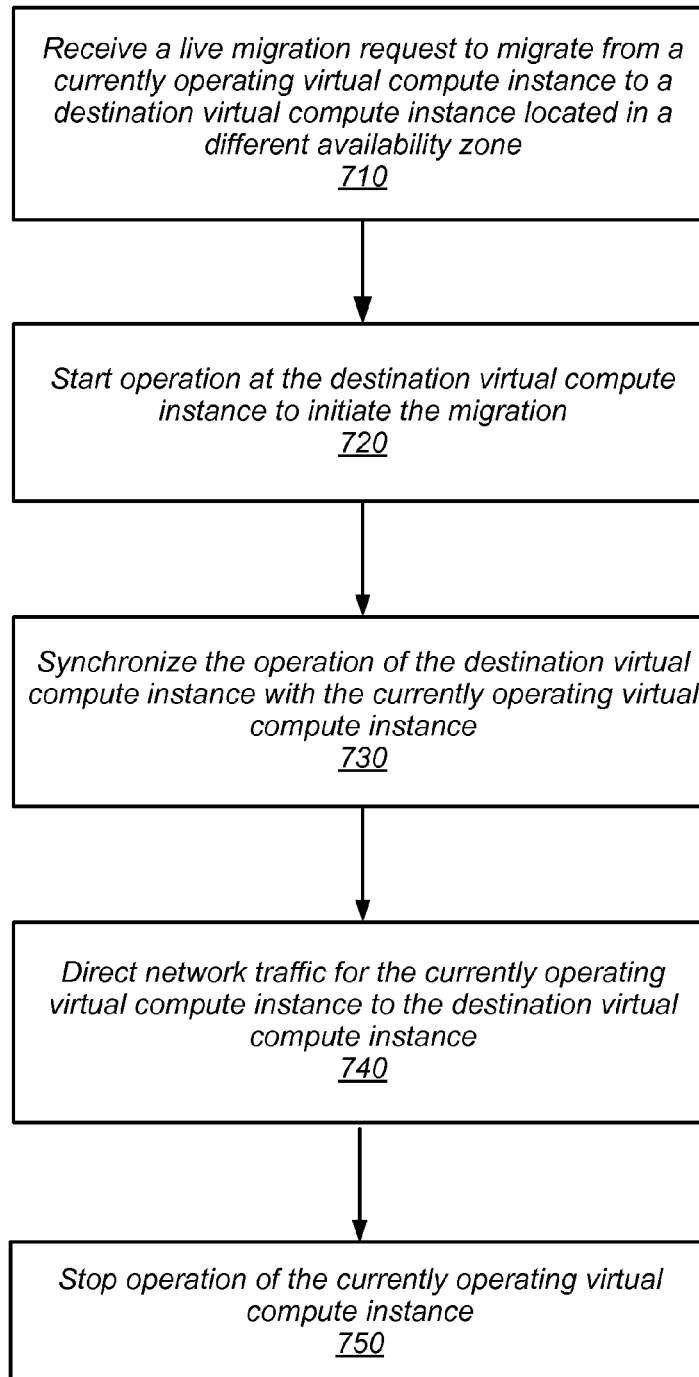 Receive a live migration request to migrate from a
currently operating virtual compute instance to a
destination virtual compute instance located in a
different availability zone
710
Start operation at the destination virtual compute
instance to initiate the migration
720
Synchronize the operation of the destination virtual
compute instance with the currently operating virtual
compute instance
730
Direct network traffic for the currently operating
virtual compute instance to the destination virtual
compute instance
740
Stop operation of the currently operating virtual
compute instance
750